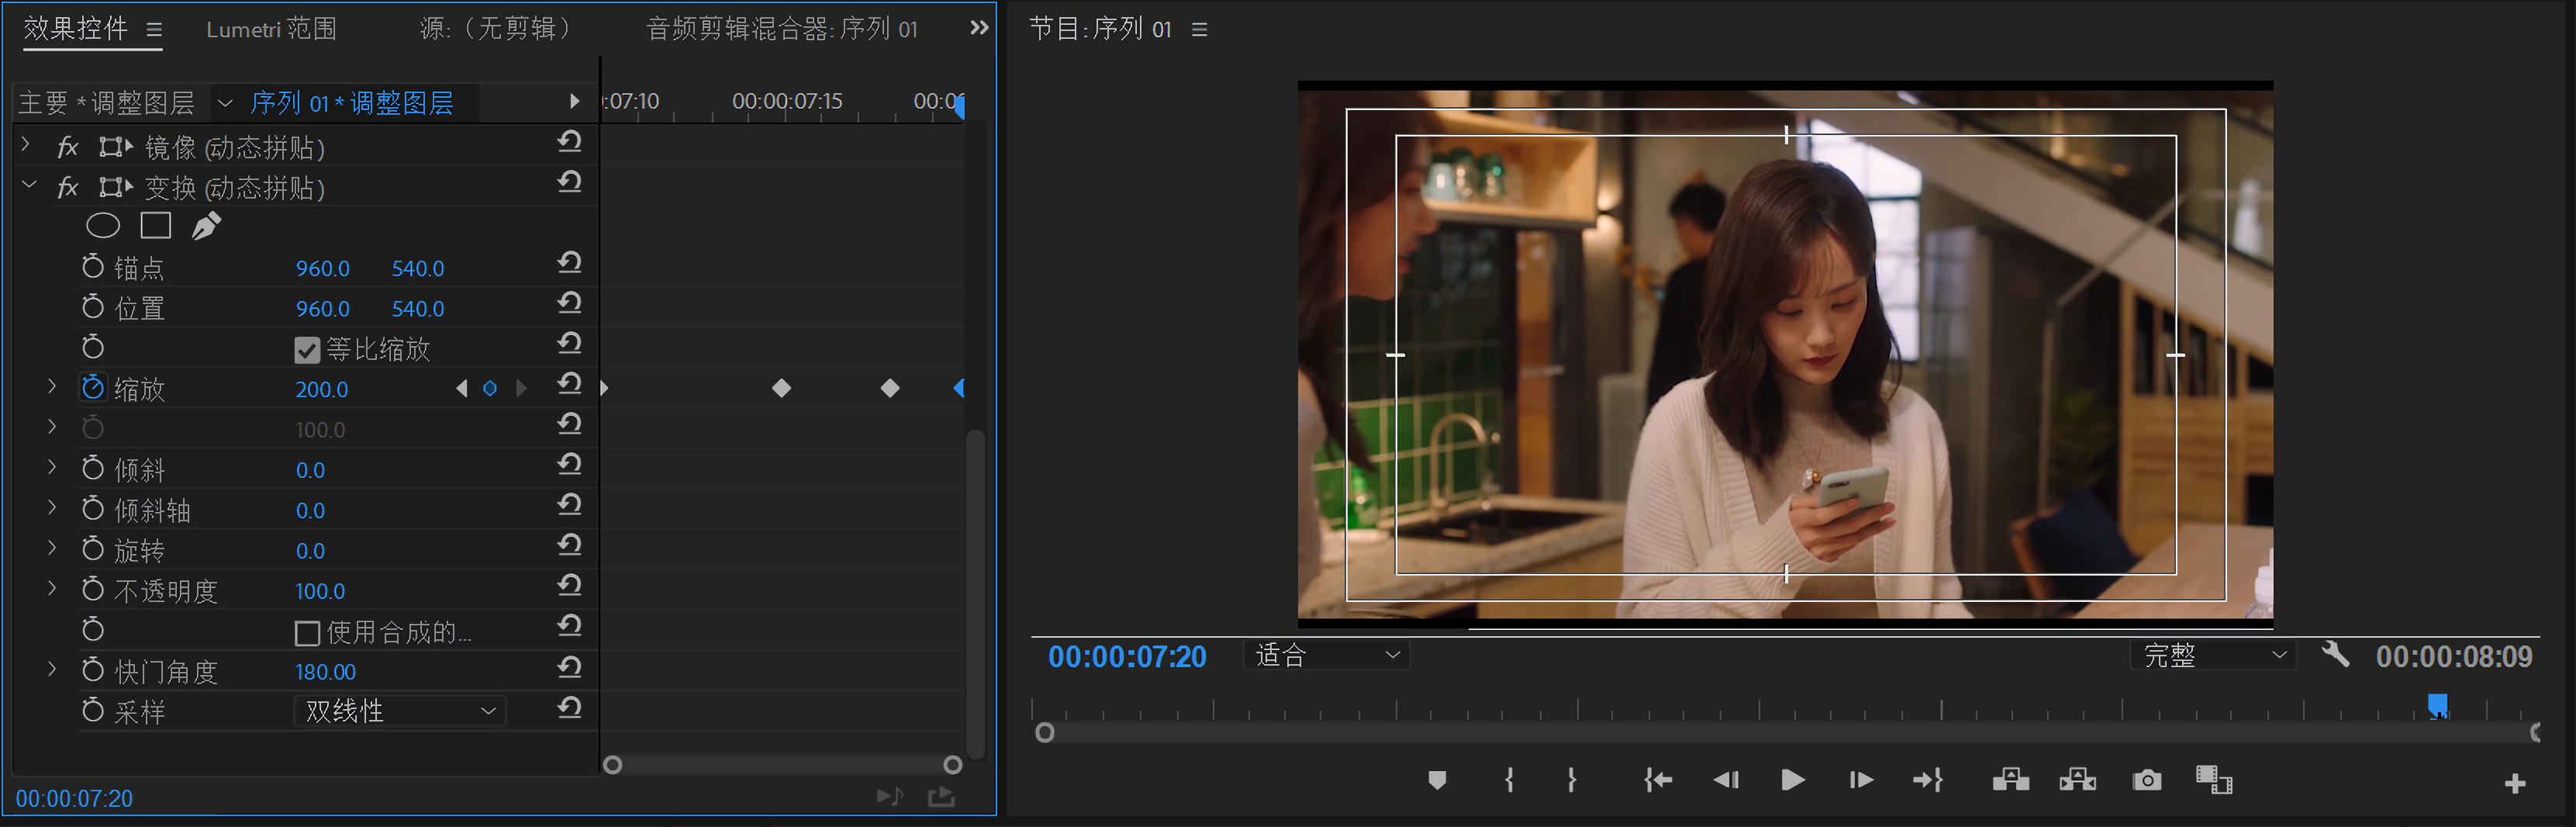 效果控件
Lumetri 范围
源:（无剪辑）
音频剪辑混合器: 序列 01
主要 * 调整图层
序列 01 * 调整图层
:07:10
00:00:07:15
00:0
fx 镜像 (动态拼贴)
fx 变换 (动态拼贴)
锚点 960.0 540.0
位置 960.0 540.0
等比缩放
缩放 200.0
100.0
倾斜 0.0
倾斜轴 0.0
旋转 0.0
不透明度 100.0
使用合成的...
快门角度 180.00
采样 双线性
00:00:07:20
节目: 序列 01
00:00:07:20
适合
完整
00:00:08:09